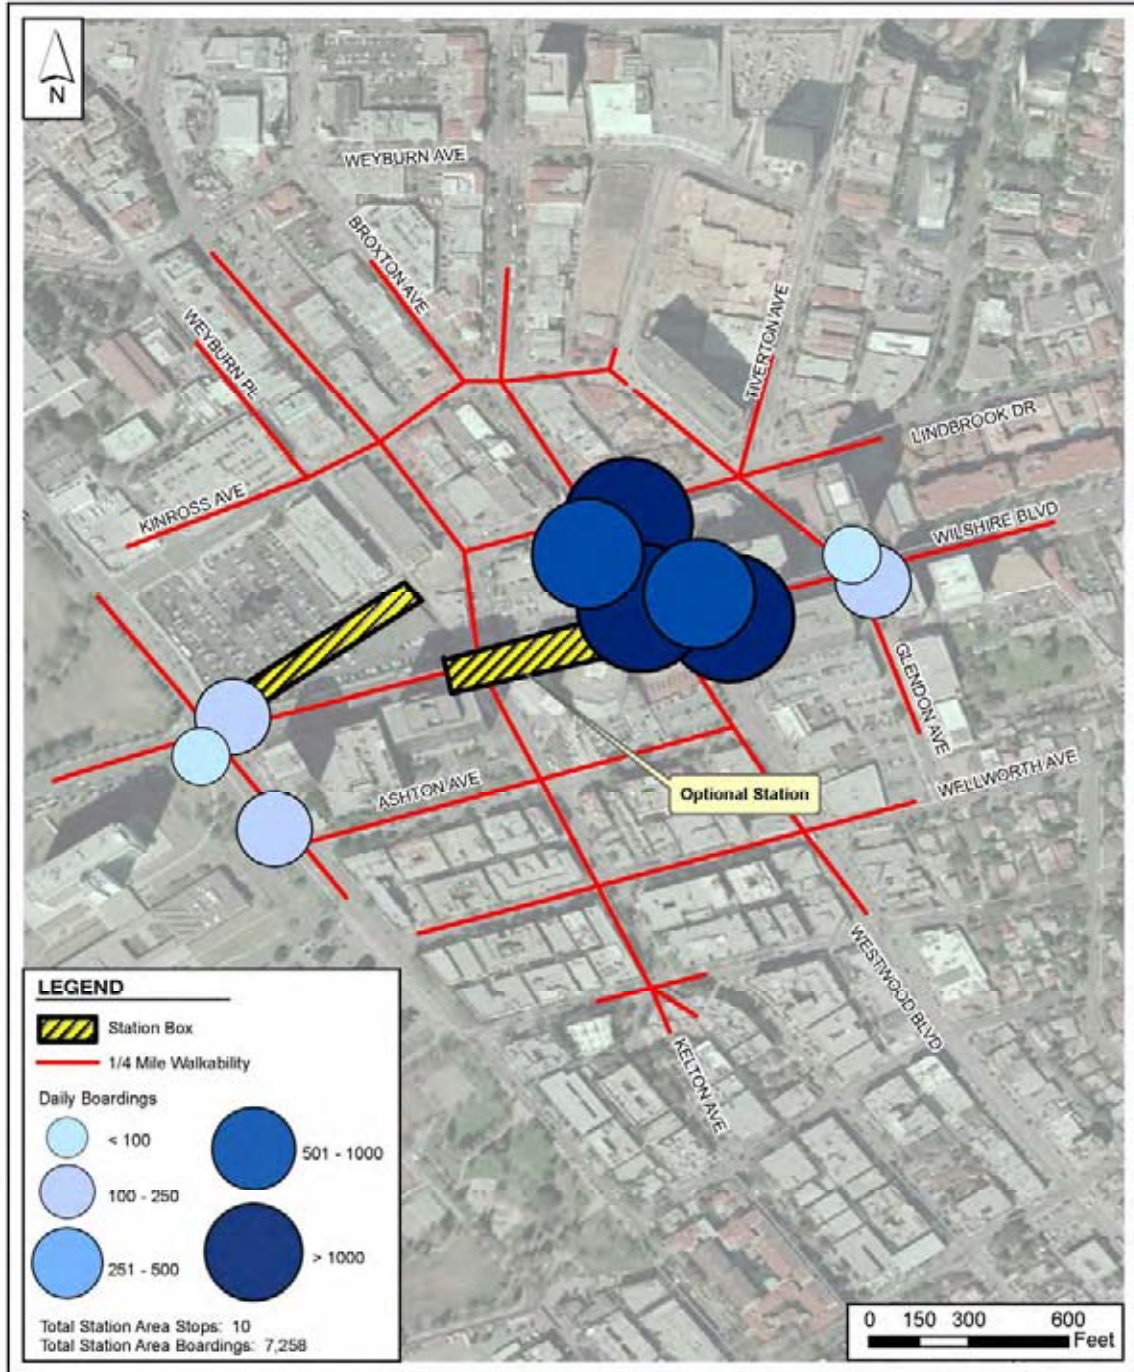 N
WEYBURN AVE
BROXTON AVE
WEYBURN PL
TIVERTON AVE
LINDBROOK DR
KINROSS AVE
WILSHIRE BLVD
GLENDON AVE
ASHTON AVE
Optional Station
WELLWORTH AVE
WESTWOOD BLVD
KELTON AVE
LEGEND
Station Box
1/4 Mile Walkability
Daily Boardings
< 100
100 - 250
251 - 500
501 - 1000
> 1000
Total Station Area Stops: 10
Total Station Area Boardings: 7,258
0 150 300 600
Feet